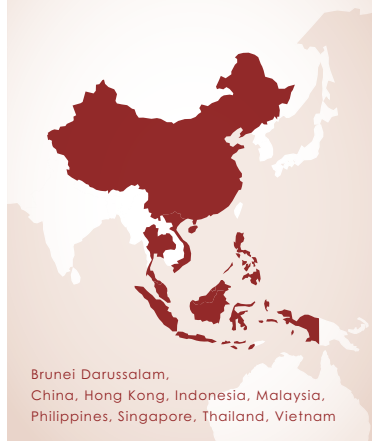 Brunei Darussalam,
China, Hong Kong, Indonesia, Malaysia,
Philippines, Singapore, Thailand, Vietnam